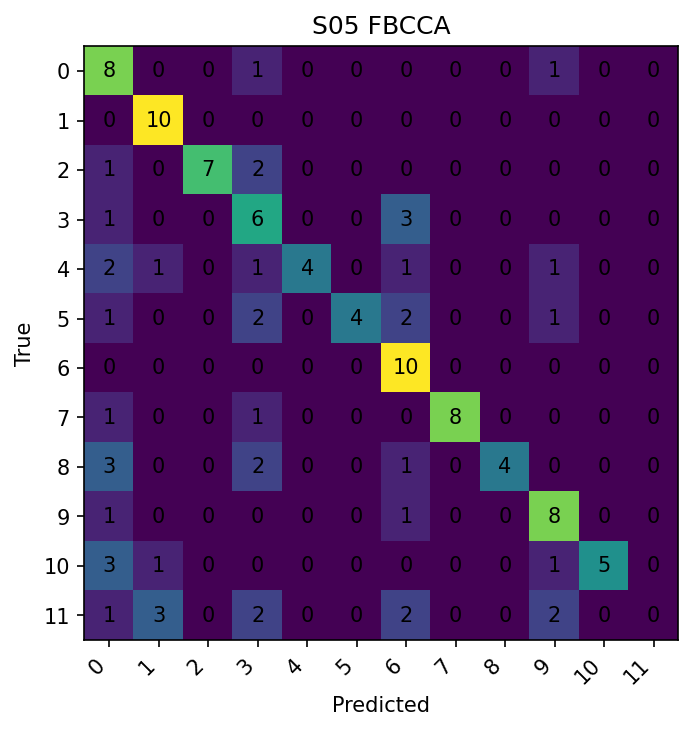 S05 FBCCA
0 8 0 0 1 0 0 0 0 0 1 0 0
1 0 10 0 0 0 0 0 0 0 0 0 0
2 1 0 7 2 0 0 0 0 0 0 0 0
3 1 0 0 6 0 0 3 0 0 0 0 0
4 2 1 0 1 4 0 1 0 0 1 0 0
5 1 0 0 2 0 4 2 0 0 1 0 0
6 0 0 0 0 0 0 10 0 0 0 0 0
7 1 0 0 1 0 0 0 8 0 0 0 0
8 3 0 0 2 0 0 1 0 4 0 0 0
9 1 0 0 0 0 0 1 0 0 8 0 0
10 3 1 0 0 0 0 0 0 0 1 5 0
11 1 3 0 2 0 0 2 0 0 2 0 0
True
0 1 2 3 4 5 6 7 8 9 10 11
Predicted